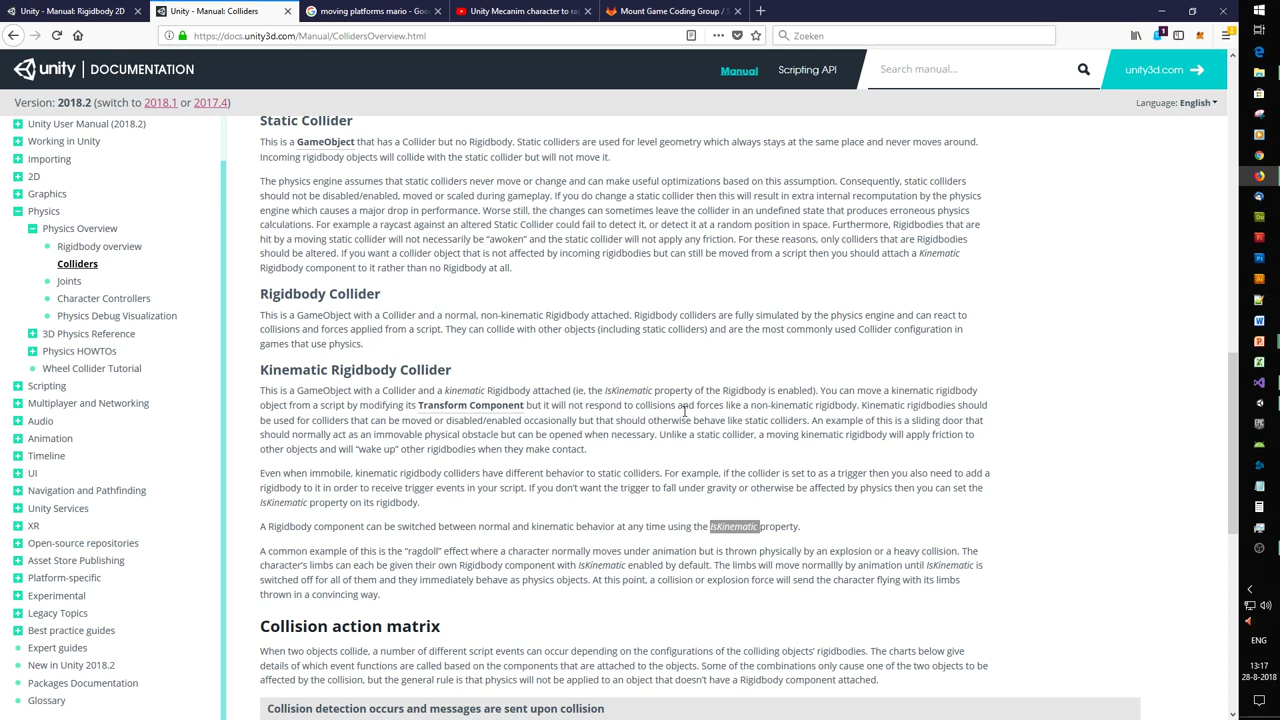 Unity - Manual: Rigidbody 2D
Unity - Manual: Colliders
moving platforms mario - Goog
Unity Mecanim character to rag
Mount Game Coding Group / S
https://docs.unity3d.com/Manual/CollidersOverview.html
Zoeken
1
unity | DOCUMENTATION
Manual
Scripting API
Search manual...
unity3d.com
Version: 2018.2 (switch to 2018.1 or 2017.4)
Language: English
Unity User Manual (2018.2)
Working in Unity
Importing
2D
Graphics
Physics
Physics Overview
Rigidbody overview
Colliders
Joints
Character Controllers
Physics Debug Visualization
3D Physics Reference
Physics HOWTOs
Wheel Collider Tutorial
Scripting
Multiplayer and Networking
Audio
Animation
Timeline
UI
Navigation and Pathfinding
Unity Services
XR
Open-source repositories
Asset Store Publishing
Platform-specific
Experimental
Legacy Topics
Best practice guides
Expert guides
New in Unity 2018.2
Packages Documentation
Glossary
Static Collider
This is a GameObject that has a Collider but no Rigidbody. Static colliders are used for level geometry which always stays at the same place and never moves around.
Incoming rigidbody objects will collide with the static collider but will not move it.
The physics engine assumes that static colliders never move or change and can make useful optimizations based on this assumption. Consequently, static colliders
should not be disabled/enabled, moved or scaled during gameplay. If you do change a static collider then this will result in extra internal recomputation by the physics
engine which causes a major drop in performance. Worse still, the changes can sometimes leave the collider in an undefined state that produces erroneous physics
calculations. For example a raycast against an altered Static Collider could fail to detect it, or detect it at a random position in space. Furthermore, Rigidbodies that are
hit by a moving static collider will not necessarily be “awoken” and the static collider will not apply any friction. For these reasons, only colliders that are Rigidbodies
should be altered. If you want a collider object that is not affected by incoming rigidbodies but can still be moved from a script then you should attach a Kinematic
Rigidbody component to it rather than no Rigidbody at all.
Rigidbody Collider
This is a GameObject with a Collider and a normal, non-kinematic Rigidbody attached. Rigidbody colliders are fully simulated by the physics engine and can react to
collisions and forces applied from a script. They can collide with other objects (including static colliders) and are the most commonly used Collider configuration in
games that use physics.
Kinematic Rigidbody Collider
This is a GameObject with a Collider and a kinematic Rigidbody attached (ie, the IsKinematic property of the Rigidbody is enabled). You can move a kinematic rigidbody
object from a script by modifying its Transform Component but it will not respond to collisions and forces like a non-kinematic rigidbody. Kinematic rigidbodies should
be used for colliders that can be moved or disabled/enabled occasionally but that should otherwise behave like static colliders. An example of this is a sliding door that
should normally act as an immovable physical obstacle but can be opened when necessary. Unlike a static collider, a moving kinematic rigidbody will apply friction to
other objects and will “wake up” other rigidbodies when they make contact.
Even when immobile, kinematic rigidbody colliders have different behavior to static colliders. For example, if the collider is set to as a trigger then you also need to add a
rigidbody to it in order to receive trigger events in your script. If you don’t want the trigger to fall under gravity or otherwise be affected by physics then you can set the
IsKinematic property on its rigidbody.
A Rigidbody component can be switched between normal and kinematic behavior at any time using the IsKinematic property.
A common example of this is the “ragdoll” effect where a character normally moves under animation but is thrown physically by an explosion or a heavy collision. The
character’s limbs can each be given their own Rigidbody component with IsKinematic enabled by default. The limbs will move normally by animation until IsKinematic is
switched off for all of them and they immediately behave as physics objects. At this point, a collision or explosion force will send the character flying with its limbs
thrown in a convincing way.
Collision action matrix
When two objects collide, a number of different script events can occur depending on the configurations of the colliding objects’ rigidbodies. The charts below give
details of which event functions are called based on the components that are attached to the objects. Some of the combinations only cause one of the two objects to be
affected by the collision, but the general rule is that physics will not be applied to an object that doesn’t have a Rigidbody component attached.
Collision detection occurs and messages are sent upon collision
ENG
13:17
28-8-2018